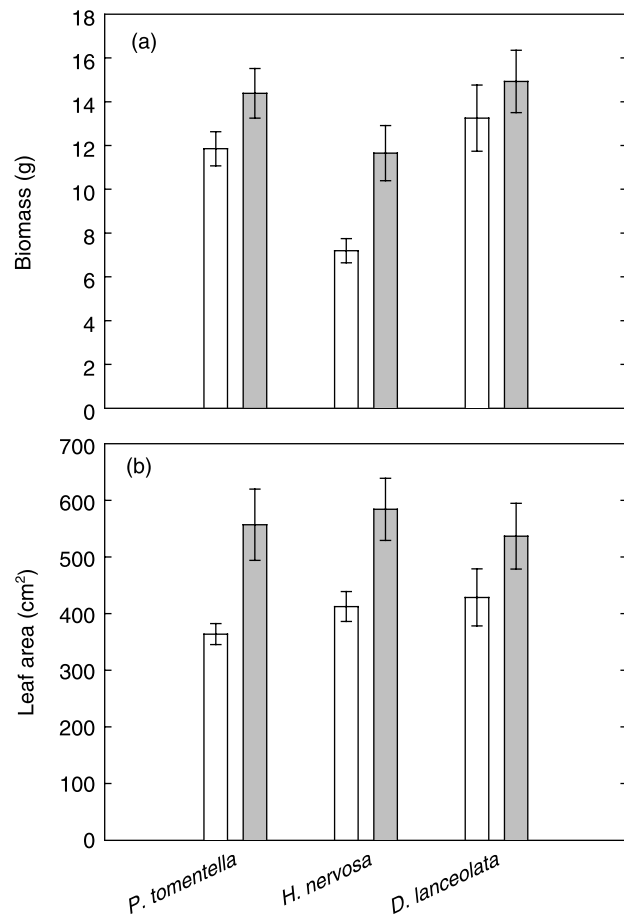 18
(a)
16
14
12
10
8
6
4
2
0
Biomass (g)
700
(b)
600
500
400
300
200
100
0
Leaf area (cm²)
P. tomentella
H. nervosa
D. lanceolata